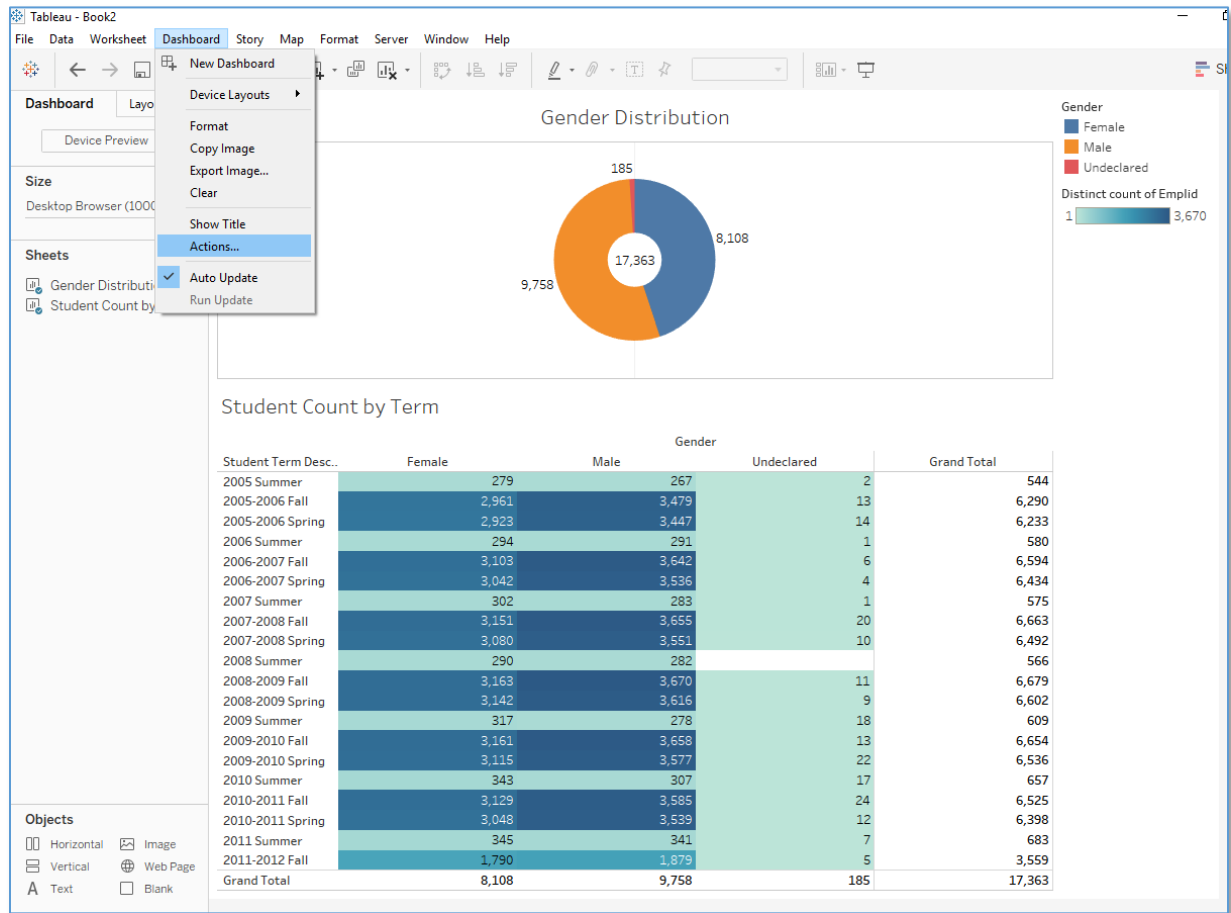 Tableau - Book2
File Data Worksheet Dashboard Story Map Format Server Window Help
New Dashboard
Device Layouts
Format
Copy Image
Export Image...
Clear
Show Title
Actions...
Auto Update
Run Update
Dashboard
Device Preview
Size
Desktop Browser (1000
Sheets
Gender Distributi
Student Count by
Objects
Horizontal Image
Vertical Web Page
A Text Blank
Gender Distribution
185
8,108
17,363
9,758
Gender
Female
Male
Undeclared
Distinct count of Emplid
1 3,670
Student Count by Term
Gender
Student Term Desc.. Female Male Undeclared Grand Total
2005 Summer 279 267 2 544
2005-2006 Fall 2,961 3,479 13 6,290
2005-2006 Spring 2,923 3,447 14 6,233
2006 Summer 294 291 1 580
2006-2007 Fall 3,103 3,642 6 6,594
2006-2007 Spring 3,042 3,536 4 6,434
2007 Summer 302 283 1 575
2007-2008 Fall 3,151 3,655 20 6,663
2007-2008 Spring 3,080 3,551 10 6,492
2008 Summer 290 282 566
2008-2009 Fall 3,163 3,670 11 6,679
2008-2009 Spring 3,142 3,616 9 6,602
2009 Summer 317 278 18 609
2009-2010 Fall 3,161 3,658 13 6,654
2009-2010 Spring 3,115 3,577 22 6,536
2010 Summer 343 307 17 657
2010-2011 Fall 3,129 3,585 24 6,525
2010-2011 Spring 3,048 3,539 12 6,398
2011 Summer 345 341 7 683
2011-2012 Fall 1,790 1,879 5 3,559
Grand Total 8,108 9,758 185 17,363